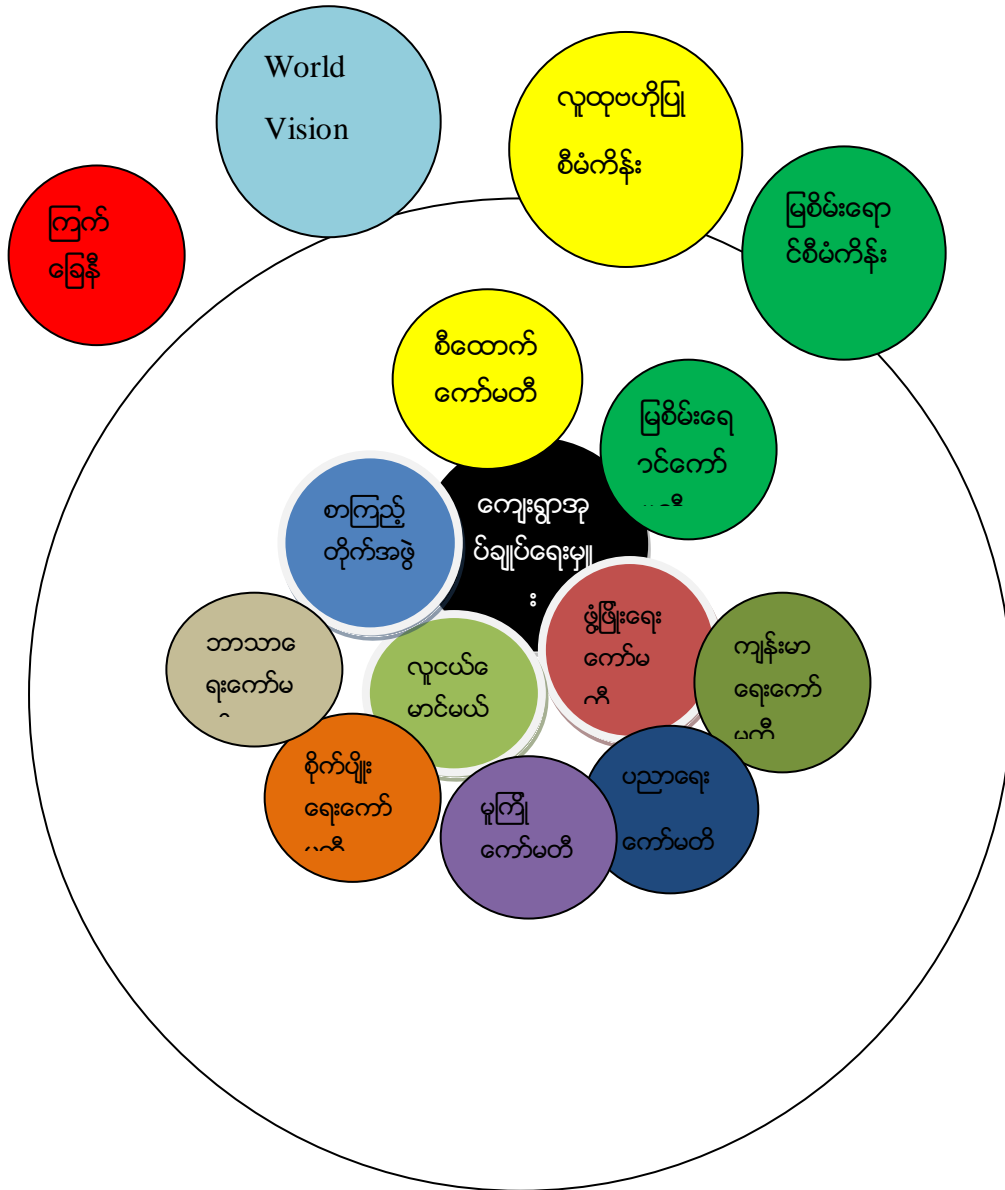 World
Vision
လူထုဗဟိုပြု
စီမံကိန်း
မြစိမ်းရော
င်စီမံကိန်း
ကြက်
ခြေနီ
စီထောက်
ကော်မတီ
မြစိမ်းရေ
ာင်ကော်
ကျေးရွာအု
ပ်ချုပ်ရေးမှူ
း
စာကြည့်
တိုက်အဖွဲ
ဖွံ့ဖြိုးရေး
ကော်မ
ဘာသာေ
ရးကော်မ
လူငယ်ေ
မာင်မယ်
ကျန်းမာ
ရေးကော်
စိုက်ပျိုး
ရေးကော်
မူကြို
ကော်မတီ
ပညာရေး
ကော်မတိ